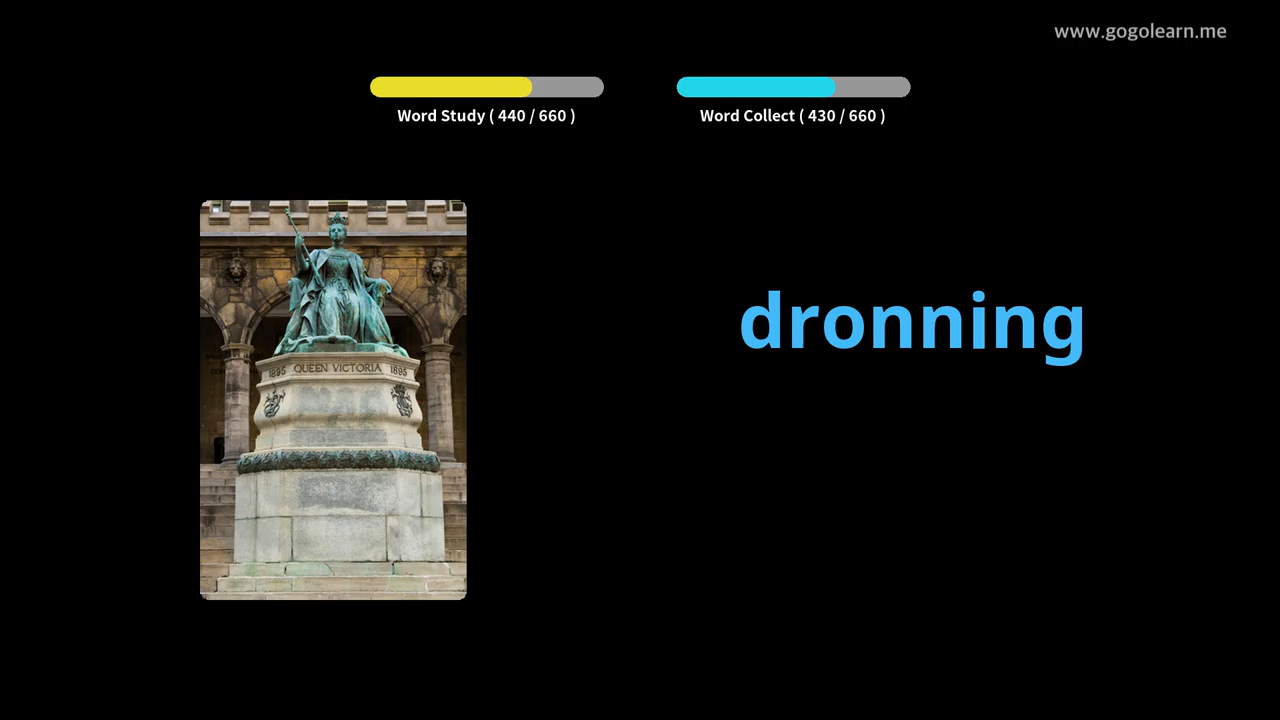 www.gogolearn.me
Word Study ( 440 / 660 )
Word Collect ( 430 / 660 )
dronning
1895 QUEEN VICTORIA 1895